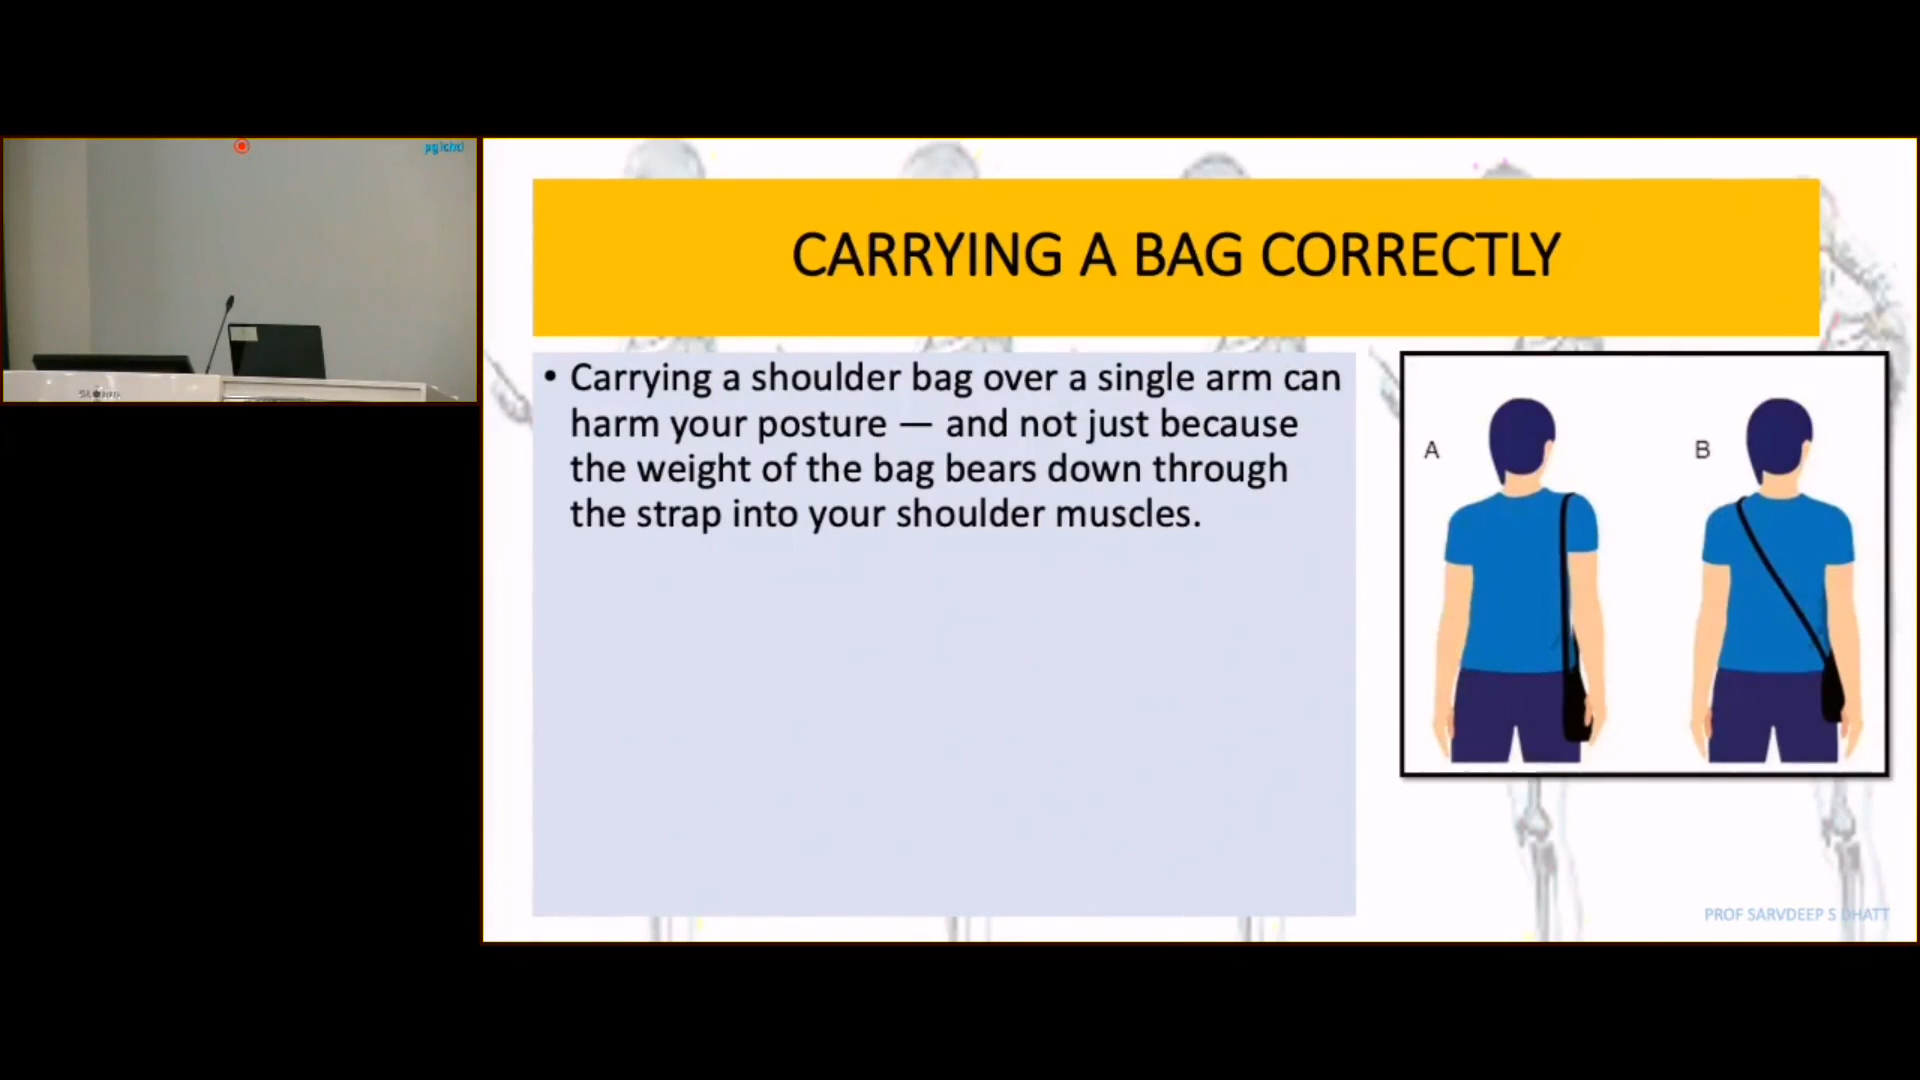 CARRYING A BAG CORRECTLY
• Carrying a shoulder bag over a single arm can
harm your posture — and not just because
the weight of the bag bears down through
the strap into your shoulder muscles.
A
B
PROF SARVDEEP S DHATT